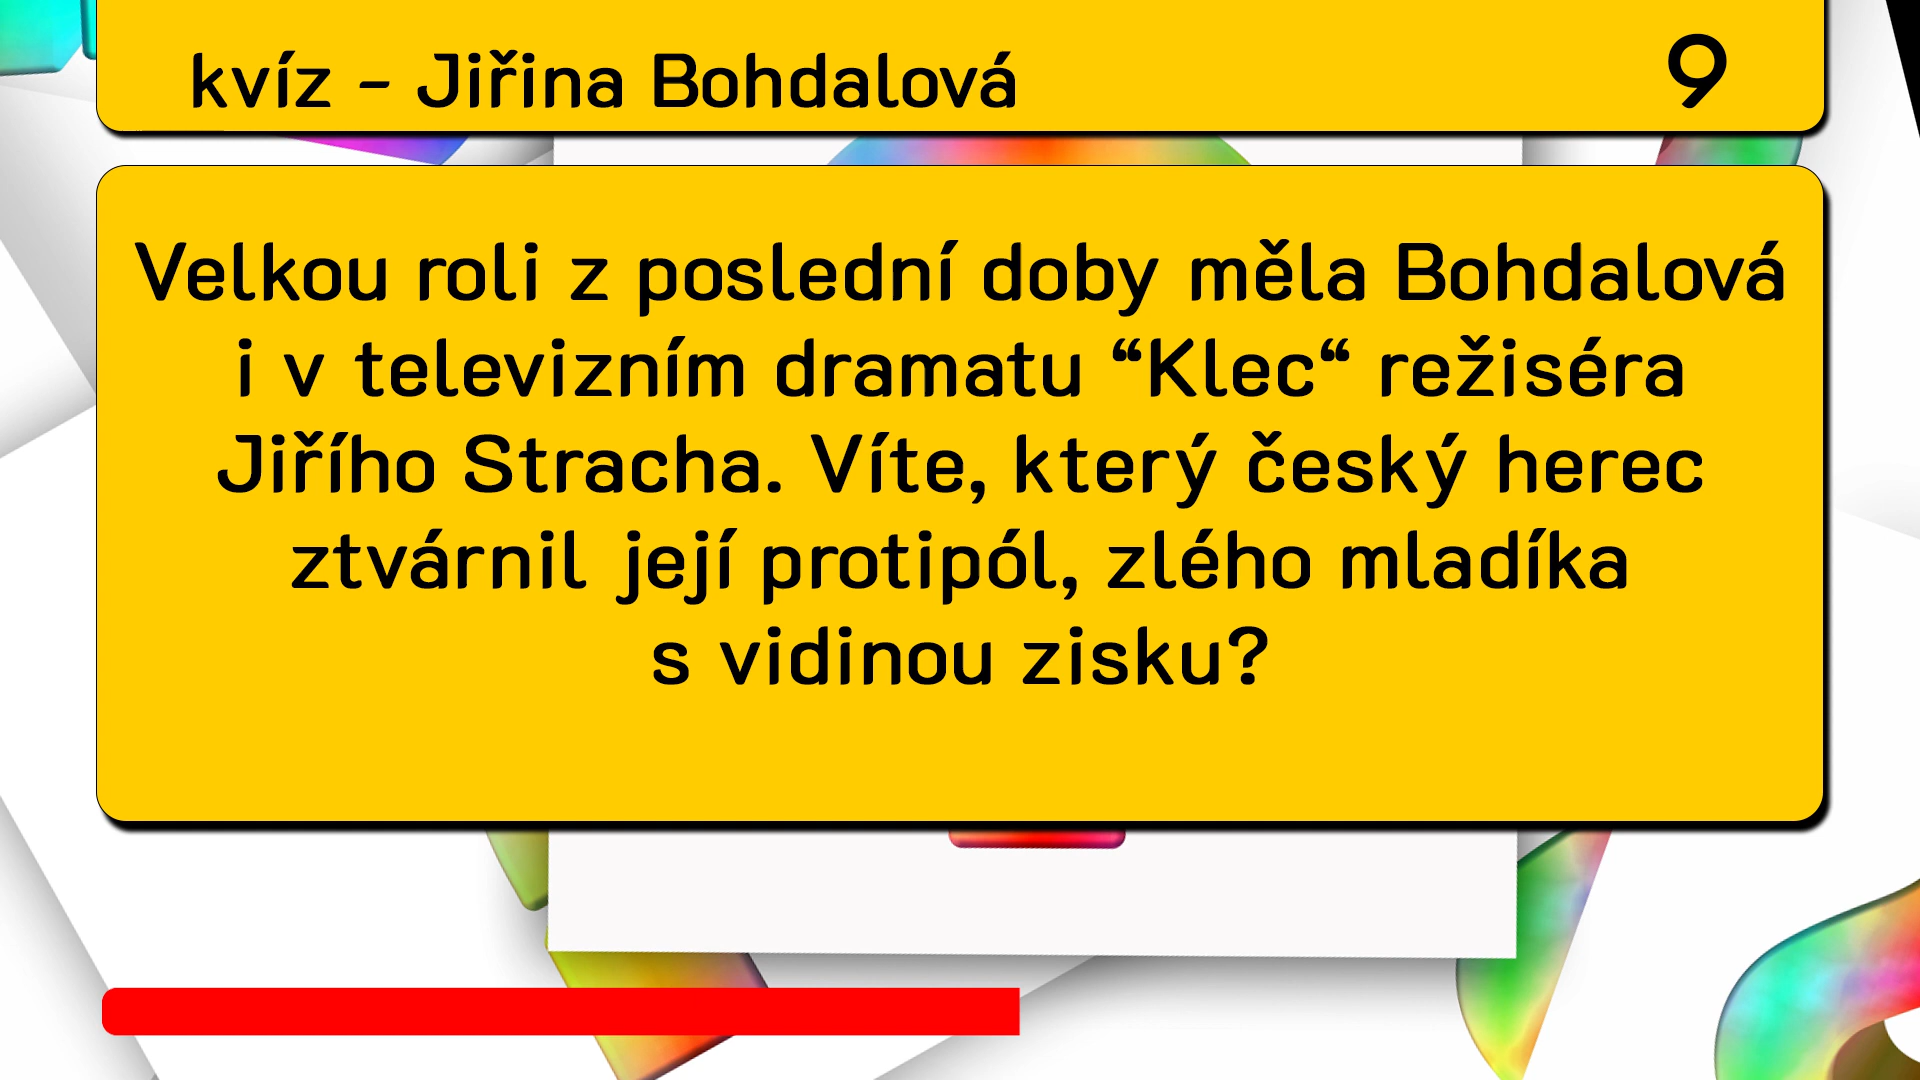 kvíz - Jiřina Bohdalová 9
Velkou roli z poslední doby měla Bohdalová
i v televizním dramatu “Klec“ režiséra
Jiřího Stracha. Víte, který český herec
ztvárnil její protipól, zlého mladíka
s vidinou zisku?